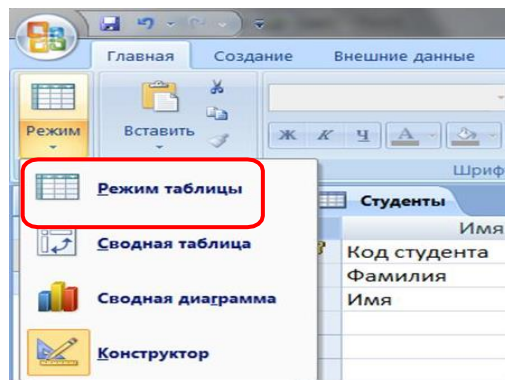 Главная Создание Внешние данные
Режим Вставить Ж К Ч А
Шриф
Режим таблицы
Студенты
Имя
Сводная таблица
Код студента
Фамилия
Сводная диаграмма
Имя
Конструктор